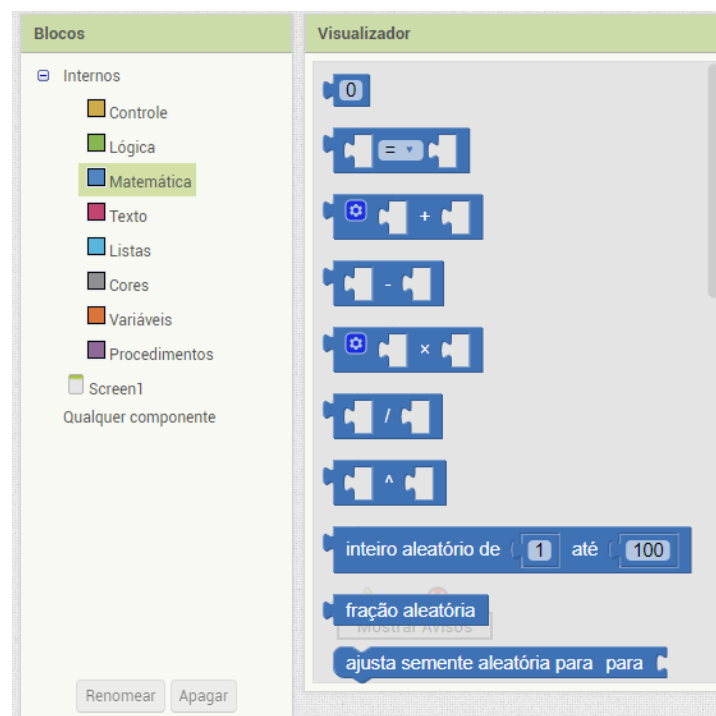 Blocos
Internos
Controle
Lógica
Matemática
Texto
Listas
Cores
Variáveis
Procedimentos
Screen1
Qualquer componente
Renomear Apagar
Visualizador
0
=
+
-
×
/
^
inteiro aleatório de 1 até 100
fração aleatória
Mostrar Avisos
ajusta semente aleatória para para